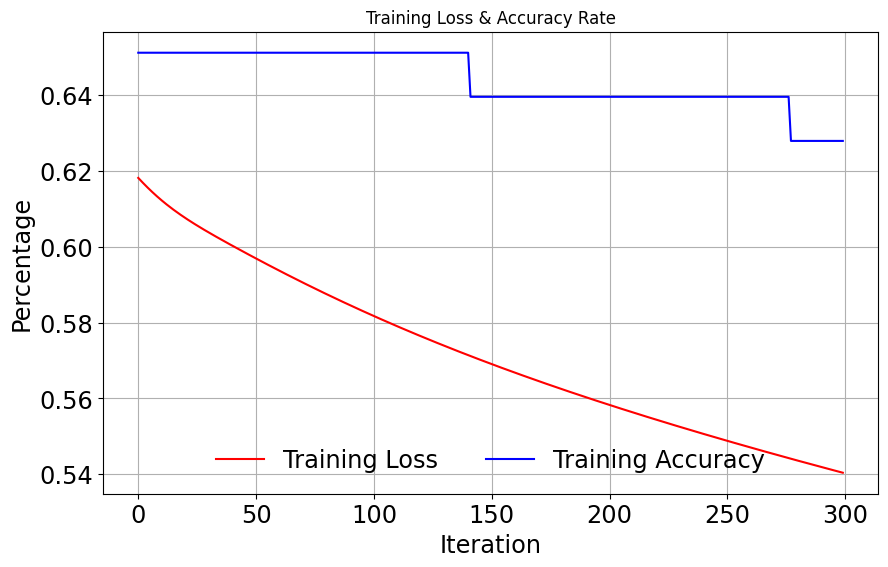 Training Loss & Accuracy Rate
Percentage
0.64
0.62
0.60
0.58
0.56
0.54
Training Loss Training Accuracy
0 50 100 150 200 250 300
Iteration